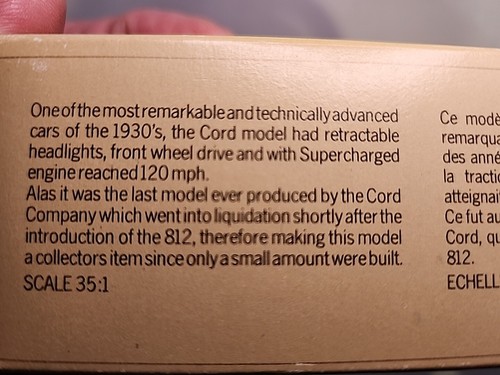 One of the most remarkable and technically advanced
cars of the 1930's, the Cord model had retractable
headlights, front wheel drive and with Supercharged
engine reached 120 mph.
Alas it was the last model ever produced by the Cord
Company which went into liquidation shortly after the
introduction of the 812, therefore making this model
a collectors item since only a small amount were built.
SCALE 35:1
Ce modè
remarqua
des anné
la tracti
atteignai
Ce fut au
Cord, qu
812.
ECHELL